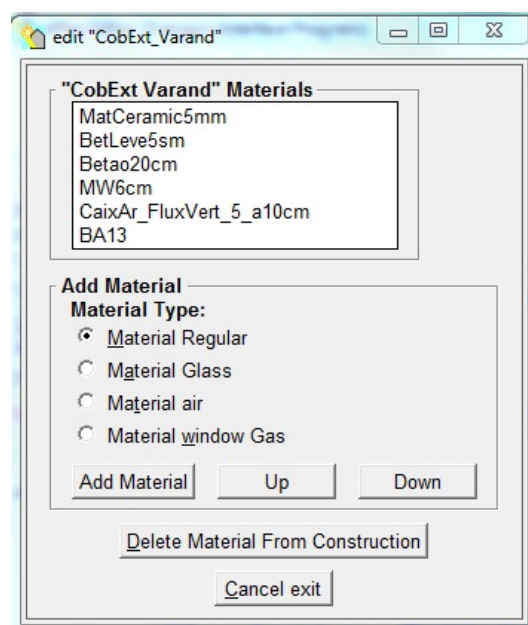 edit "CobExt_Varand"
"CobExt Varand" Materials
MatCeramic5mm
BetLeve5sm
Betao20cm
MW6cm
CaixAr_FluxVert_5_a10cm
BA13
Add Material
Material Type:
Material Regular
Material Glass
Material air
Material window Gas
Add Material Up Down
Delete Material From Construction
Cancel exit